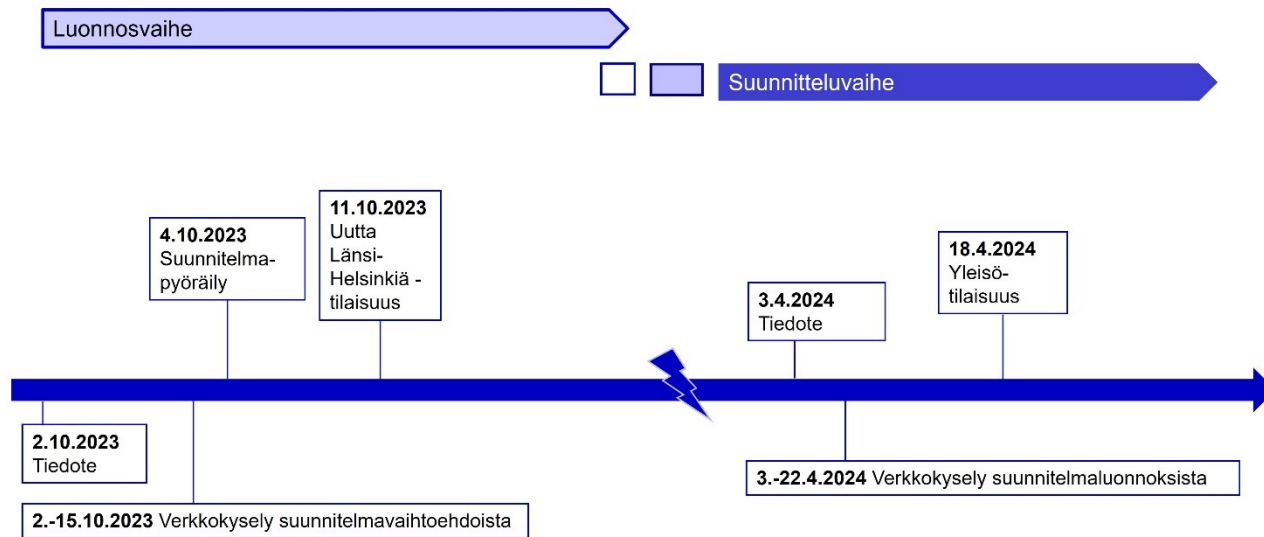 Luonnosvaihe
Suunnitteluvaihe
4.10.2023
Suunnitelma-
pyöräily
11.10.2023
Uutta
Länsi-
Helsinkiä -
tilaisuus
3.4.2024
Tiedote
18.4.2024
Yleisö-
tilaisuus
2.10.2023
Tiedote
2.-15.10.2023 Verkkokysely suunnitelmavaihtoehdoista
3.-22.4.2024 Verkkokysely suunnitelmaluonnoksista